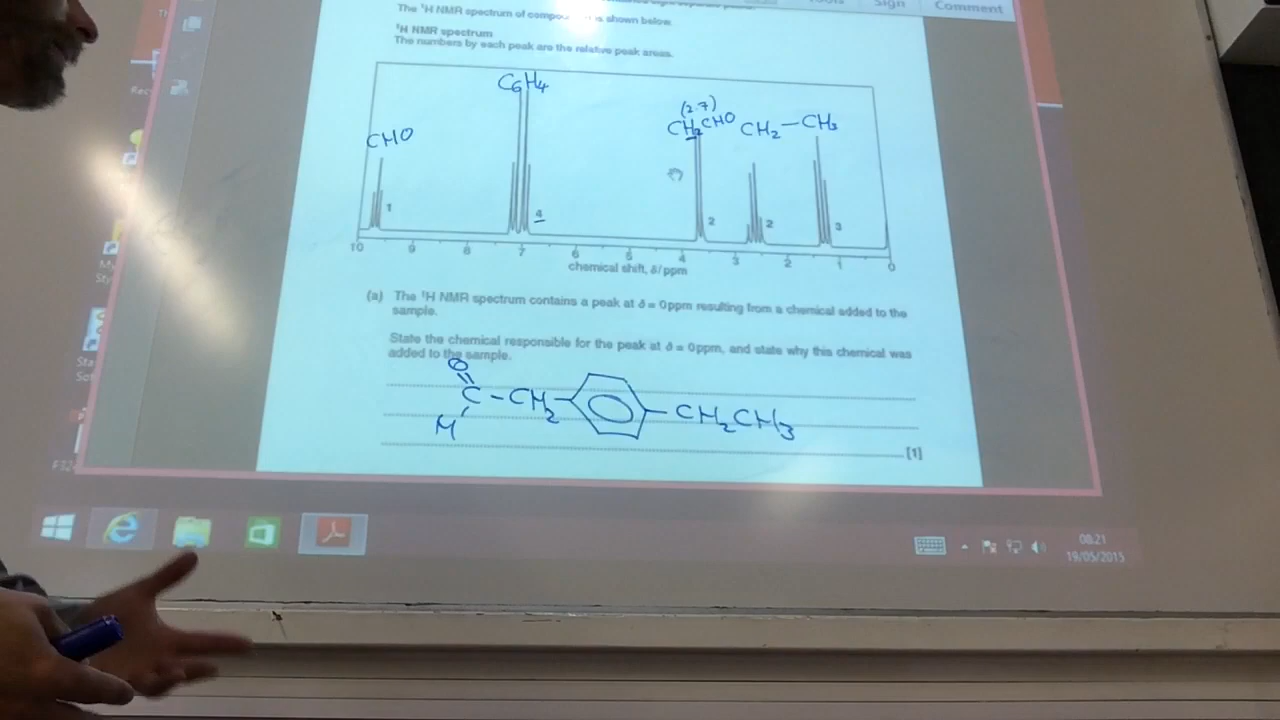 Sign
Comment
The ¹H NMR spectrum of is shown below.
¹H NMR spectrum
The numbers by each peak are the relative peak areas.
C6H4
(2.7)
CHO CH2CHO CH2-CH3
1 4 2 2 3
10 9 8 7 6 5 4 3 2 1 0
chemical shift, δ/ppm
(a) The ¹H NMR spectrum contains a peak at δ = 0ppm resulting from a chemical added to the
sample.
State the chemical responsible for the peak at δ = 0ppm, and state why this chemical was
added to the sample.
O
C-CH2 CH2CH3
H
[1]
F32
08:21
19/05/2015